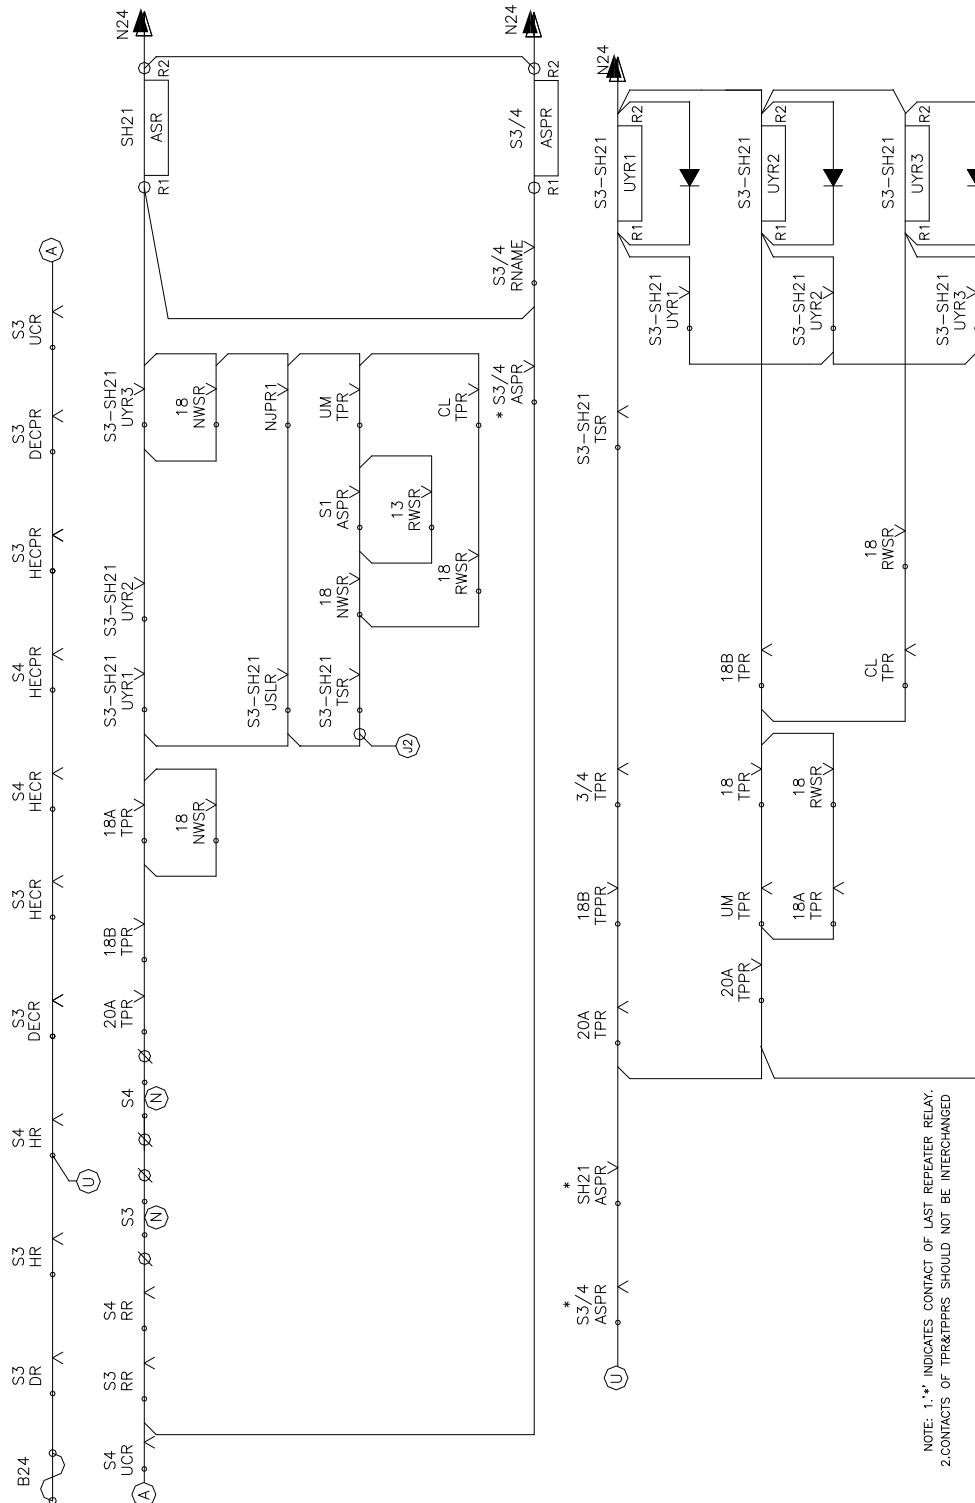 B24
S3
DR
S3
HR
S4
HR
S3
DECR
S3
HECR
S4
HECR
S4
HECPR
S3
HECPR
S3
DECPR
S3
UCR
A
U
A
S4
UCR
S3
RR
S4
RR
S3
N
S4
N
20A
TPR
18B
TPR
18A
TPR
18
NWSR
S3-SH21
UYR1
S3-SH21
UYR2
S3-SH21
UYR3
18
NWSR
R1
SH21
ASR
R2
N24
S3-SH21
JSLR
NJPR1
S3-SH21
TSR
J2
18
NWSR
S1
ASPR
UM
TPR
13
RWSR
18
RWSR
CL
TPR
* S3/4
ASPR
S3/4
RNAME
R1
S3/4
ASPR
R2
N24
U
*
S3/4
ASPR
*
SH21
ASPR
20A
TPR
18B
TPPR
3/4
TPR
S3-SH21
TSR
S3-SH21
UYR1
R1
S3-SH21
UYR1
R2
N24
20A
TPPR
UM
TPR
18
TPR
18B
TPR
18A
TPR
18
RWSR
S3-SH21
UYR2
R1
S3-SH21
UYR2
R2
CL
TPR
18
RWSR
S3-SH21
UYR3
R1
S3-SH21
UYR3
R2
NOTE: 1.'*' INDICATES CONTACT OF LAST REPEATER RELAY.
2.CONTACTS OF TPR&TPPRS SHOULD NOT BE INTERCHANGED